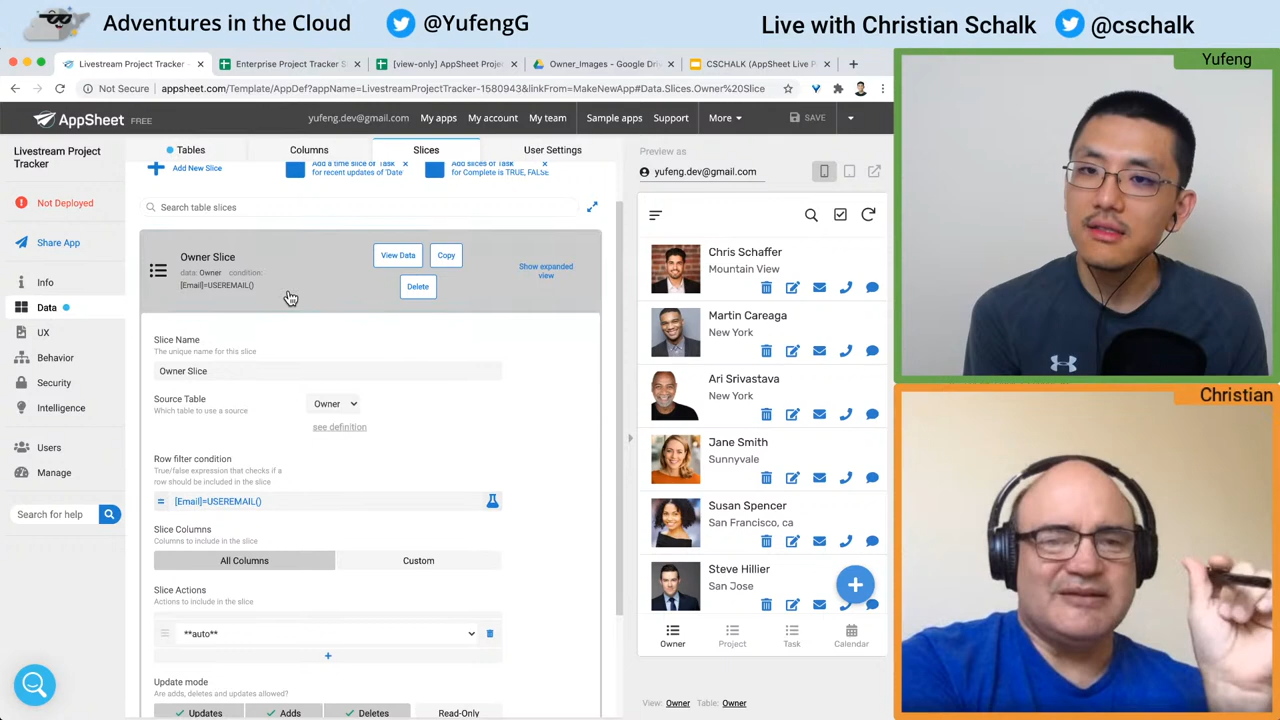 Adventures in the Cloud
@YufengG
Live with Christian Schalk
@cschalk
Livestream Project Tracker -
Enterprise Project Tracker S
[view-only] AppSheet Proje
Owner_Images - Google Driv
CSCHALK (AppSheet Live P
Not Secure
appsheet.com/Template/AppDef?appName=LivestreamProjectTracker-1580943&linkFrom=MakeNewApp#Data.Slices.Owner%20Slice
AppSheet FREE
yufeng.dev@gmail.com
My apps
My account
My team
Sample apps
Support
More
SAVE
Livestream Project
Tracker
Not Deployed
Share App
Info
Data
UX
Behavior
Security
Intelligence
Users
Manage
Search for help
Tables
Columns
Slices
User Settings
Add New Slice
Add a time slice of Task
for recent updates of 'Date'
Add slices of Task
for Complete is TRUE, FALSE
Search table slices
Owner Slice
data: Owner condition:
[Email]=USEREMAIL()
View Data
Copy
Delete
Show expanded
view
Slice Name
The unique name for this slice
Owner Slice
Source Table
Which table to use a source
Owner
see definition
Row filter condition
True/false expression that checks if a
row should be included in the slice
= [Email]=USEREMAIL()
Slice Columns
Columns to include in the slice
All Columns
Custom
Slice Actions
Actions to include in the slice
**auto**
Update mode
Are adds, deletes and updates allowed?
Updates
Adds
Deletes
Read-Only
Preview as
yufeng.dev@gmail.com
Chris Schaffer
Mountain View
Martin Careaga
New York
Ari Srivastava
New York
Jane Smith
Sunnyvale
Susan Spencer
San Francisco, ca
Steve Hillier
San Jose
Owner
Project
Task
Calendar
View: Owner Table: Owner
Yufeng
Christian